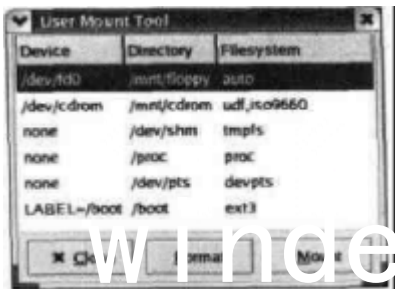 User Mount Tool
Device Directory Filesystem
/dev/fd0 /mnt/floppy auto
/dev/cdrom /mnt/cdrom udf,iso9660
none /dev/shm tmpfs
none /proc proc
none /dev/pts devpts
LABEL=/boot /boot ext3
Mount
winde